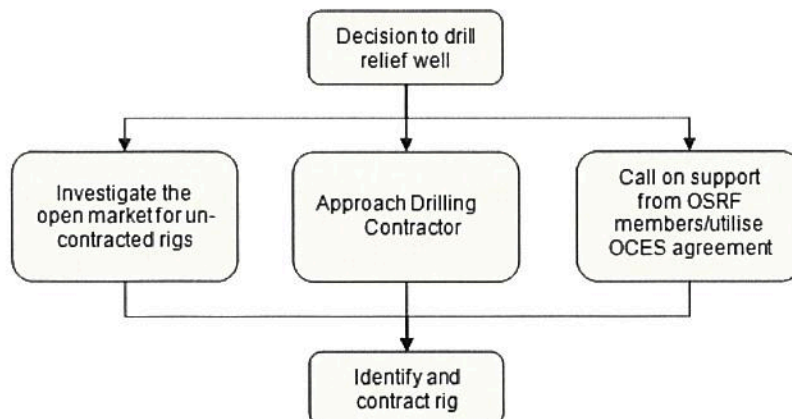 Decision to drill
relief well
Investigate the
open market for un-
contracted rigs
Approach Drilling
Contractor
Call on support
from OSRF
members/utilise
OCES agreement
Identify and
contract rig